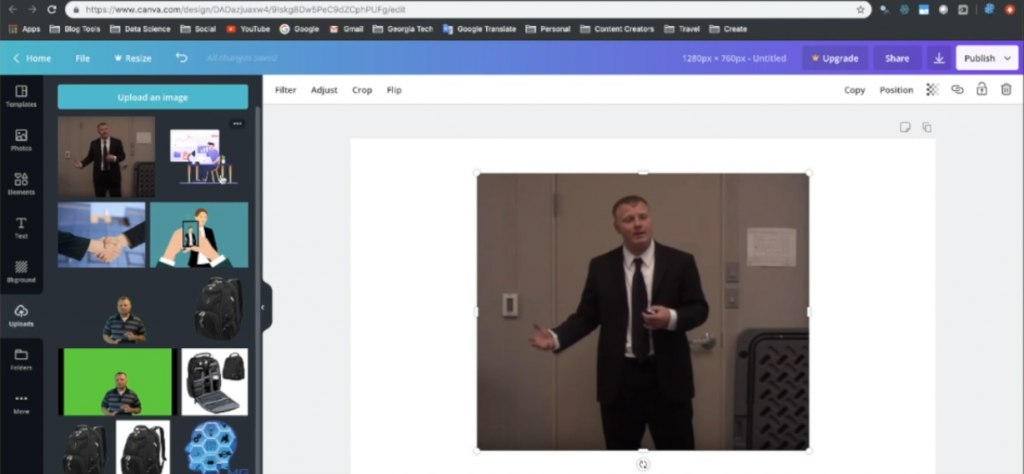 https://www.canva.com/design/DADazjuasw4/9iskg8Dw5PeC9dZCphPUFg/edit
Apps Blog Tools Data Science Social YouTube Google Gmail Georgia Tech Google Translate Personal Content Creators Travel Create
Home File Resize All changes saved 1280px × 760px - Untitled Upgrade Share Publish
Templates
Photos
Elements
Text
Bkground
Uploads
Folders
More
Upload an image
Filter Adjust Crop Flip Copy Position